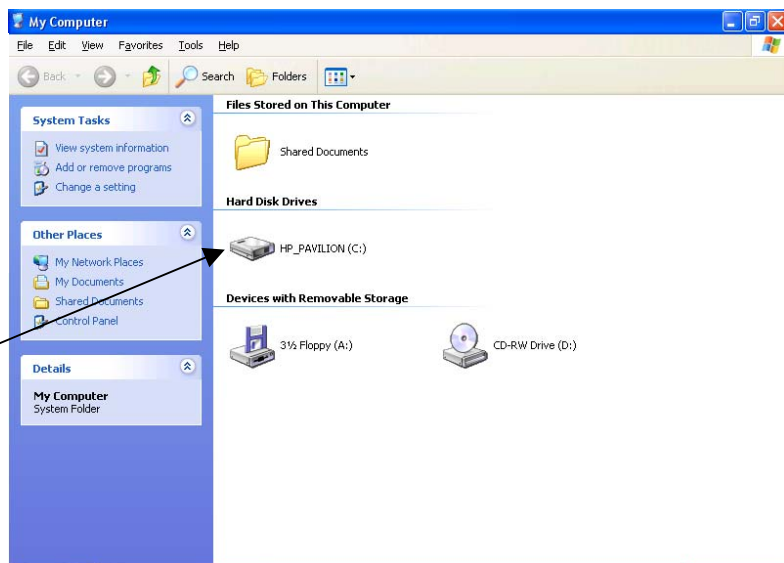 My Computer
File Edit View Favorites Tools Help
Back Search Folders
System Tasks
View system information
Add or remove programs
Change a setting
Other Places
My Network Places
My Documents
Shared Documents
Control Panel
Details
My Computer
System Folder
Files Stored on This Computer
Shared Documents
Hard Disk Drives
HP_PAVILION (C:)
Devices with Removable Storage
3½ Floppy (A:)
CD-RW Drive (D:)